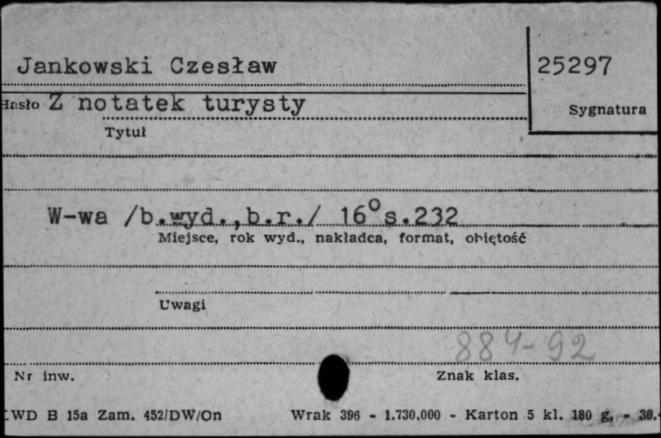 Jankowski Czesław
25297
Hasło Z notatek turysty
Sygnatura
Tytuł
W-wa /b.wyd.,b.r./ 16° s.232
Miejsce, rok wyd., nakładca, format, objętość
Uwagi
884-92
Nr inw.
Znak klas.
LWD B 15a Zam. 452/DW/On Wrak 396 - 1.730.000 - Karton 5 kl. 180 g. - 30.